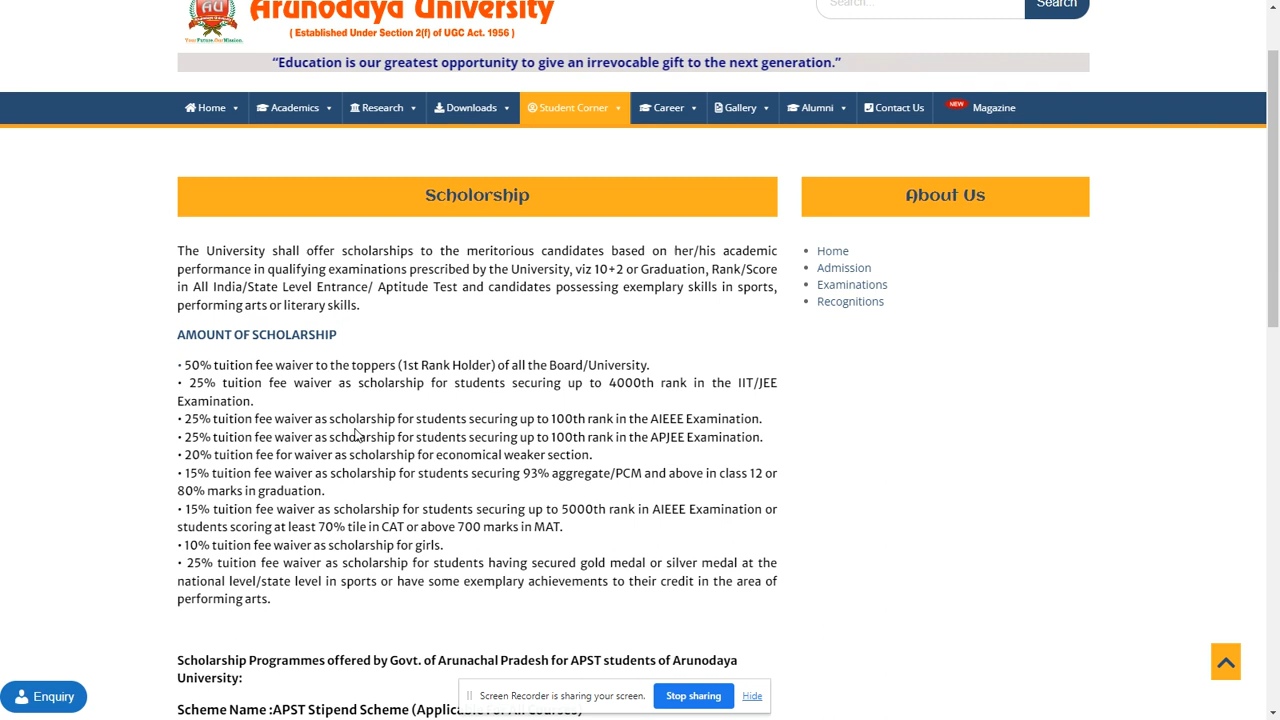 Arunodaya University
Search...
Search
AU
Your Future Our Mission.
( Established Under Section 2(f) of UGC Act. 1956 )
“Education is our greatest opportunity to give an irrevocable gift to the next generation.”
Home Academics Research Downloads Student Corner Career Gallery Alumni Contact Us NEW Magazine
Scholorship
About Us
The University shall offer scholarships to the meritorious candidates based on her/his academic
performance in qualifying examinations prescribed by the University, viz 10+2 or Graduation, Rank/Score
in All India/State Level Entrance/ Aptitude Test and candidates possessing exemplary skills in sports,
performing arts or literary skills.
• Home
• Admission
• Examinations
• Recognitions
AMOUNT OF SCHOLARSHIP
• 50% tuition fee waiver to the toppers (1st Rank Holder) of all the Board/University.
• 25% tuition fee waiver as scholarship for students securing up to 4000th rank in the IIT/JEE
Examination.
• 25% tuition fee waiver as scholarship for students securing up to 100th rank in the AIEEE Examination.
• 25% tuition fee waiver as scholarship for students securing up to 100th rank in the APJEE Examination.
• 20% tuition fee for waiver as scholarship for economical weaker section.
• 15% tuition fee waiver as scholarship for students securing 93% aggregate/PCM and above in class 12 or
80% marks in graduation.
• 15% tuition fee waiver as scholarship for students securing up to 5000th rank in AIEEE Examination or
students scoring at least 70% tile in CAT or above 700 marks in MAT.
• 10% tuition fee waiver as scholarship for girls.
• 25% tuition fee waiver as scholarship for students having secured gold medal or silver medal at the
national level/state level in sports or have some exemplary achievements to their credit in the area of
performing arts.
Scholarship Programmes offered by Govt. of Arunachal Pradesh for APST students of Arunodaya
University:
Scheme Name :APST Stipend Scheme (Applicable For All Courses)
Enquiry
Screen Recorder is sharing your screen. Stop sharing Hide